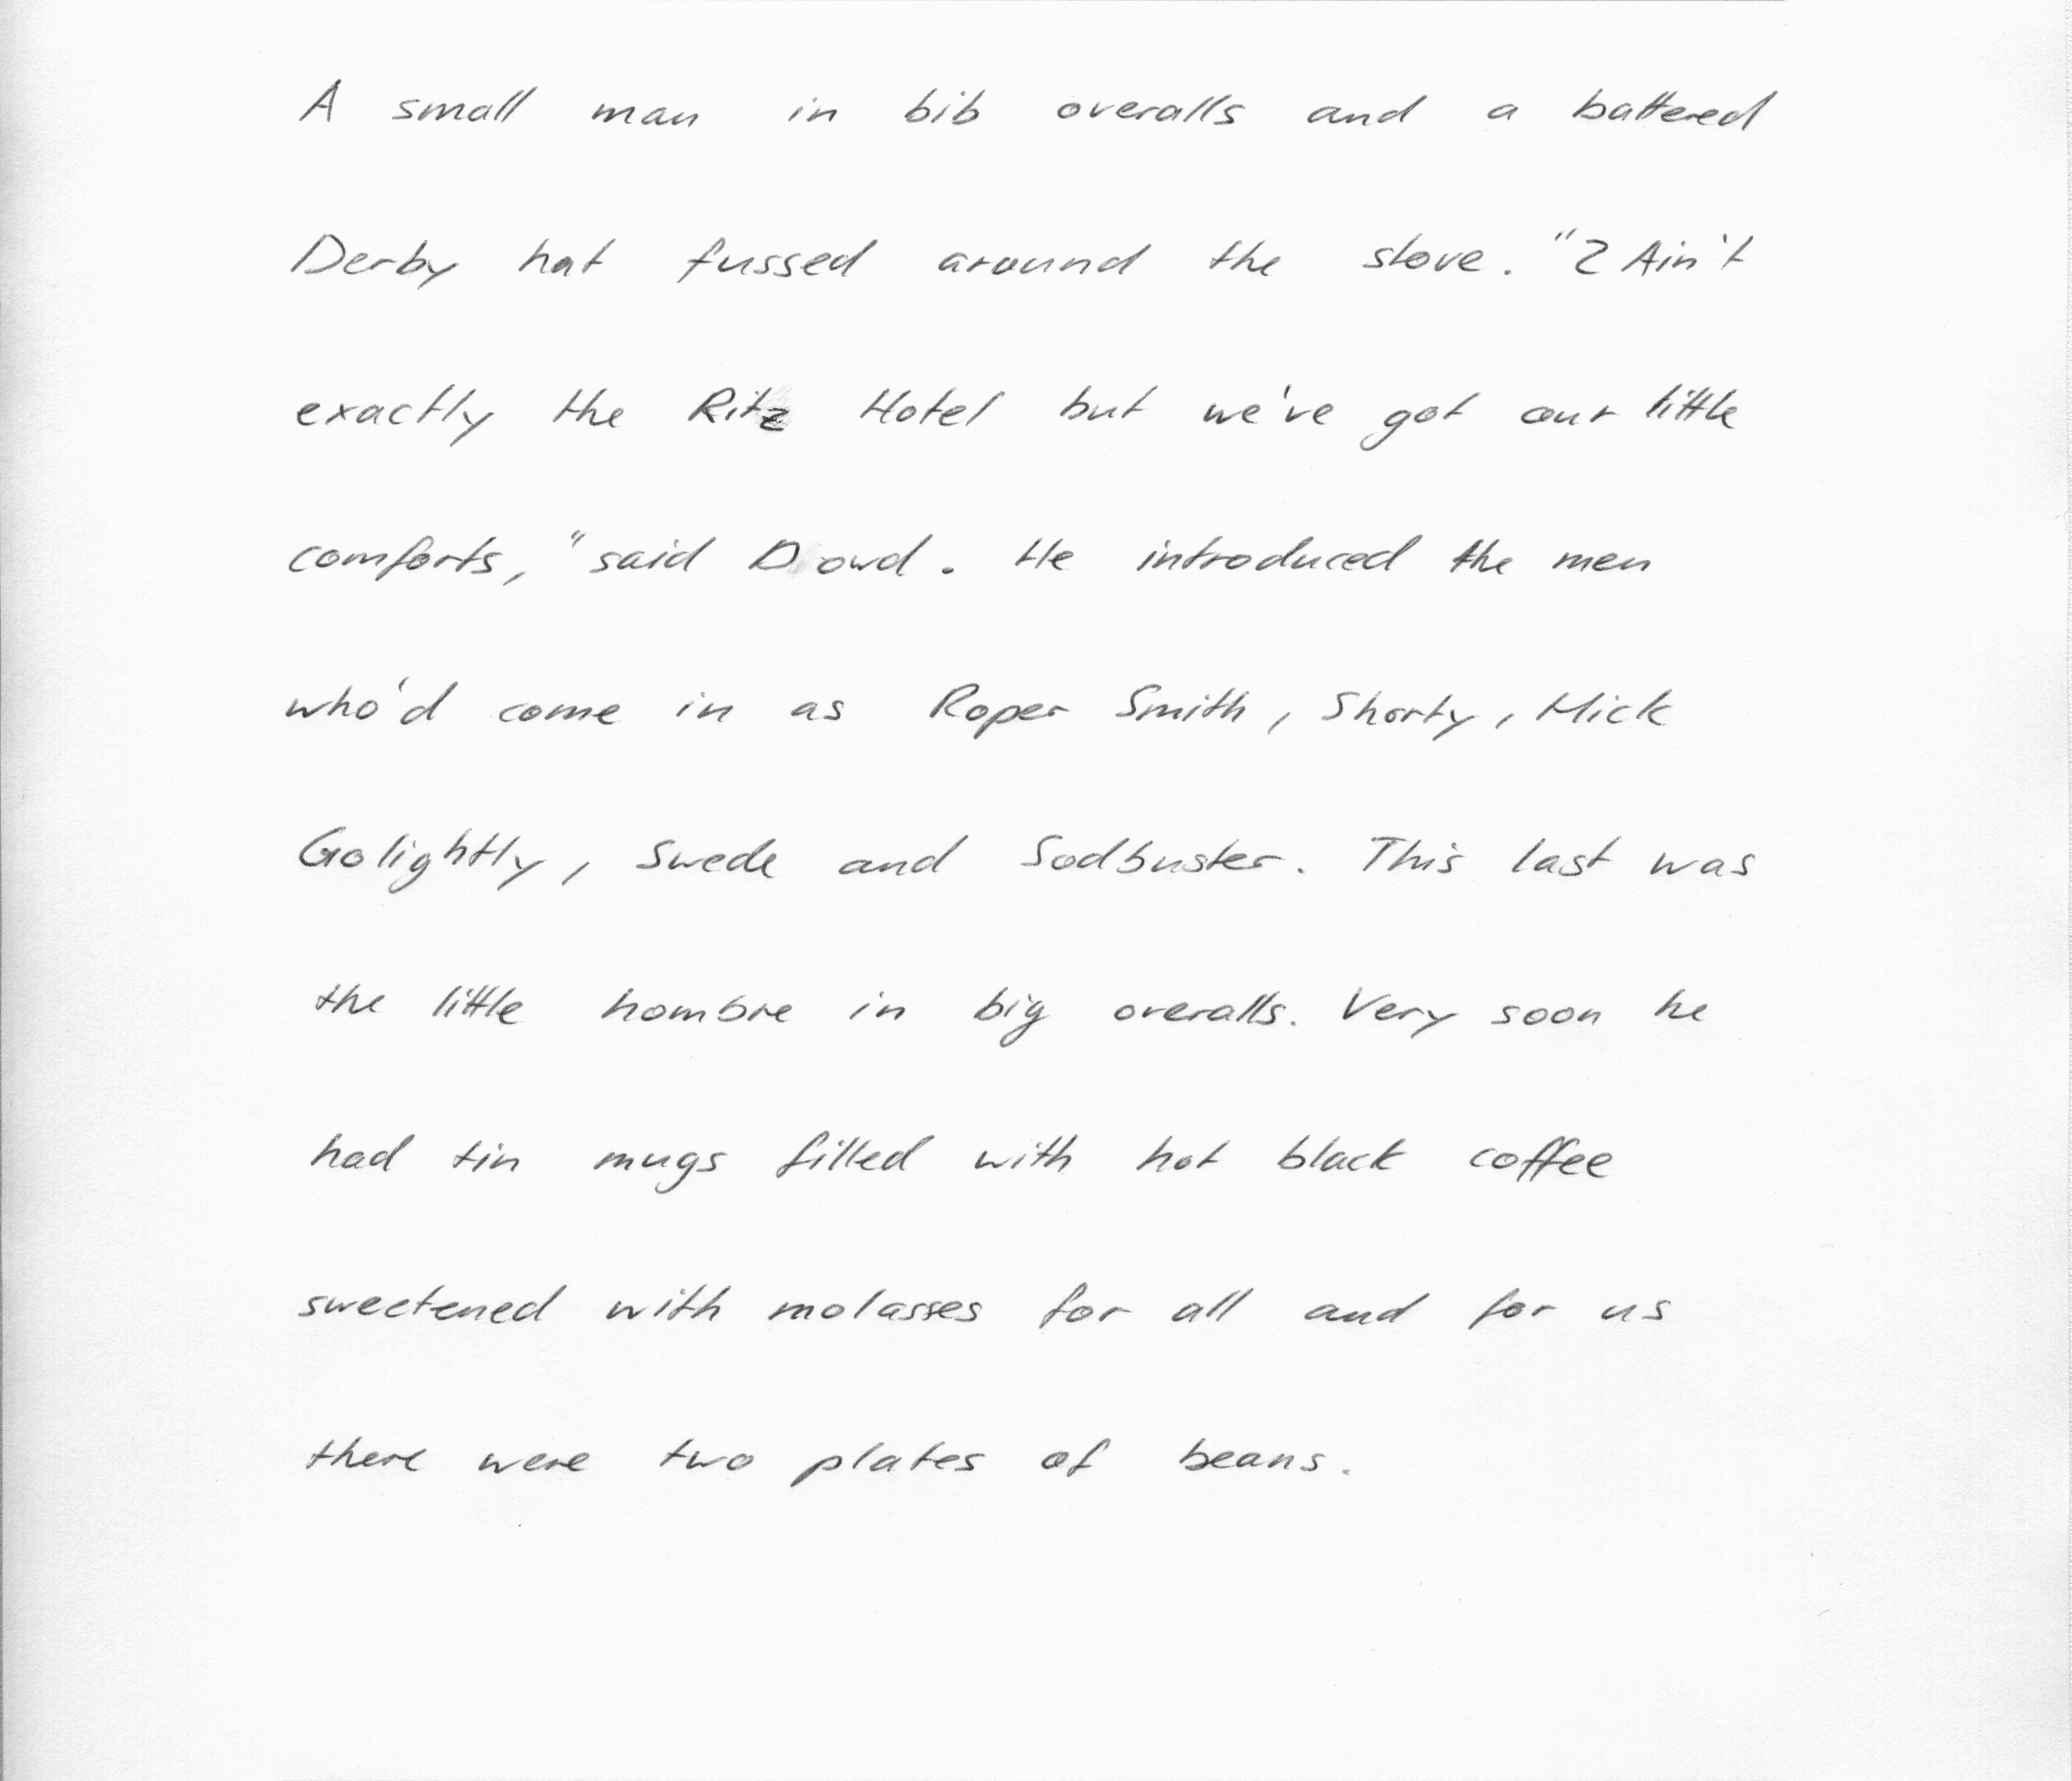 A small man in bib overalls and a battered
Derby hat fussed around the stove. "2 Ain't
exactly the Ritz Hotel but we've got our little
comforts, "said Dowd. He introduced the men
who'd come in as Roper Smith, Shorty, Mick
Golightly, Swede and Sodbuster. This last was
the little hombre in big overalls. Very soon he
had tin mugs filled with hot black coffee
sweetened with molasses for all and for us
there were two plates of beans.